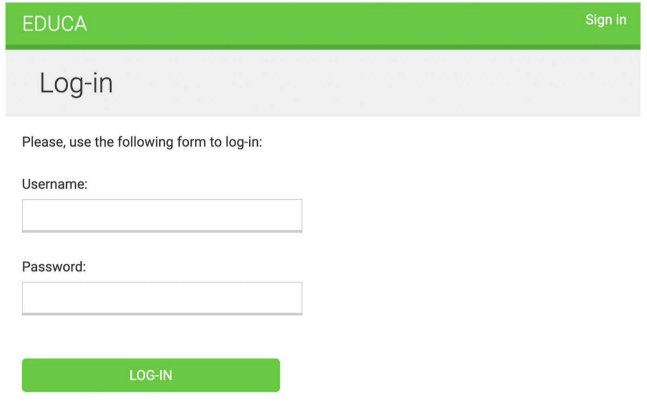 EDUCA
Sign in
Log-in
Please, use the following form to log-in:
Username:
Password:
LOG-IN